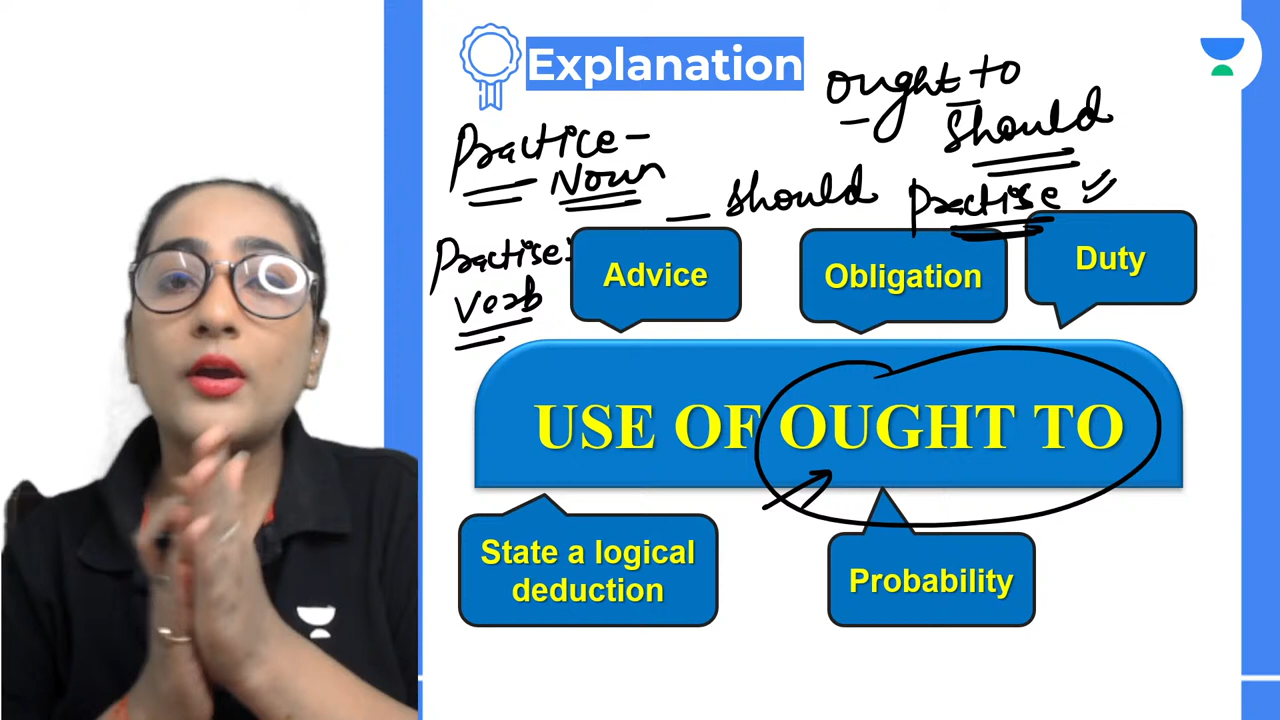 Explanation
ought to
Should
Practice -
Noun
should Practise
Practise :
Verb
Advice
Obligation
Duty
USE OF OUGHT TO
State a logical
deduction
Probability